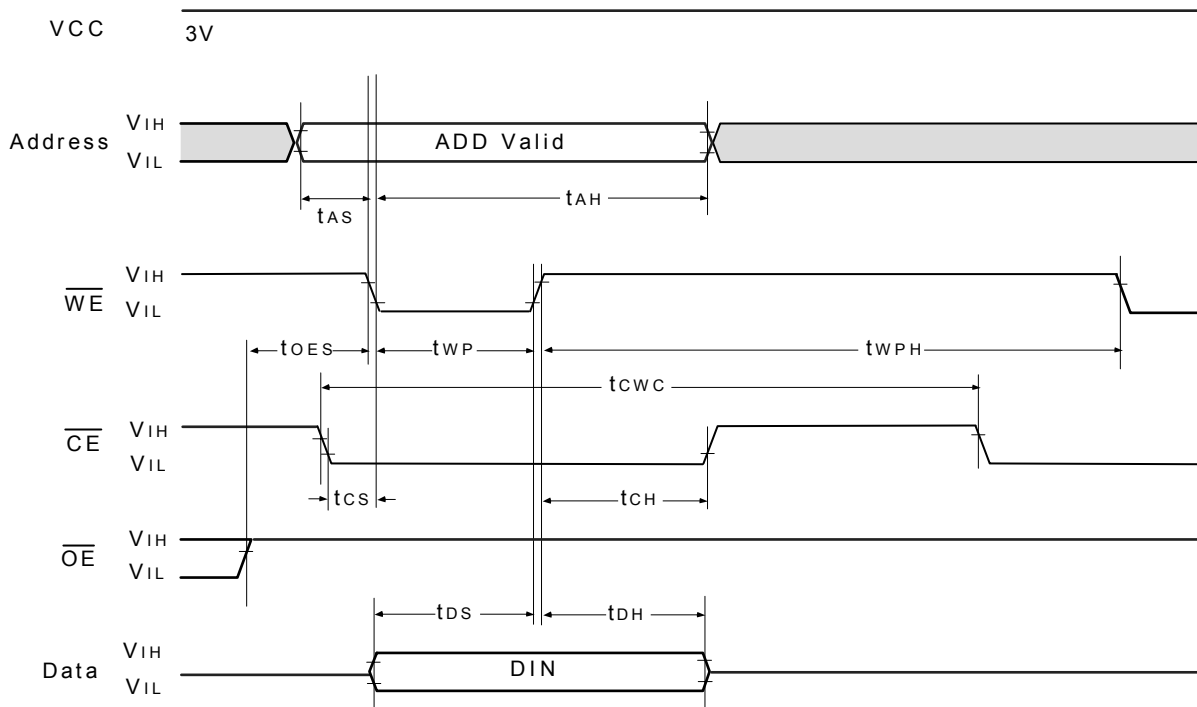 VCC 3V
Address VIH ADD Valid
VIL
tAS tAH
WE VIH
VIL
tOES tWP tWPH
tCWC
CE VIH
VIL
tCS tCH
OE VIH
VIL
tDS tDH
Data VIH DIN
VIL